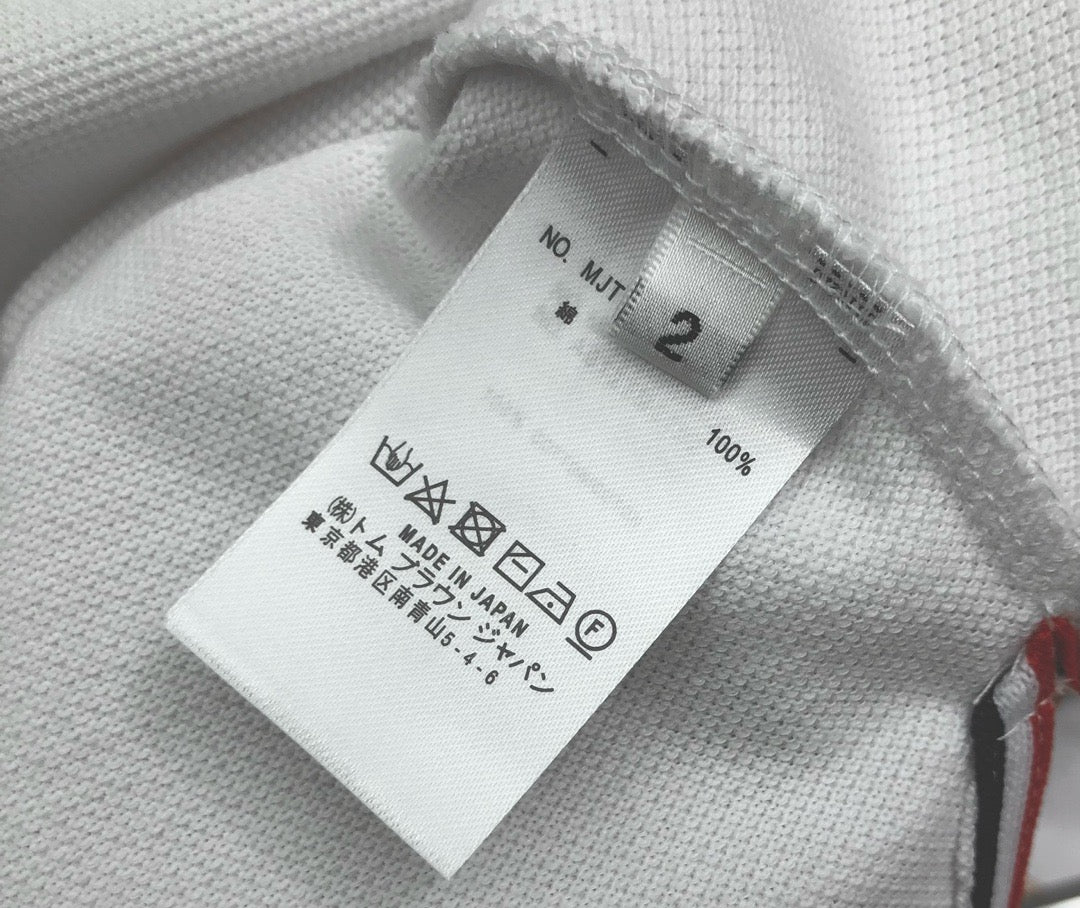 NO. MJT
2
綿
100%
F
MADE IN JAPAN
(株)トム ブラウン ジャパン
東京都港区南青山5-4-6